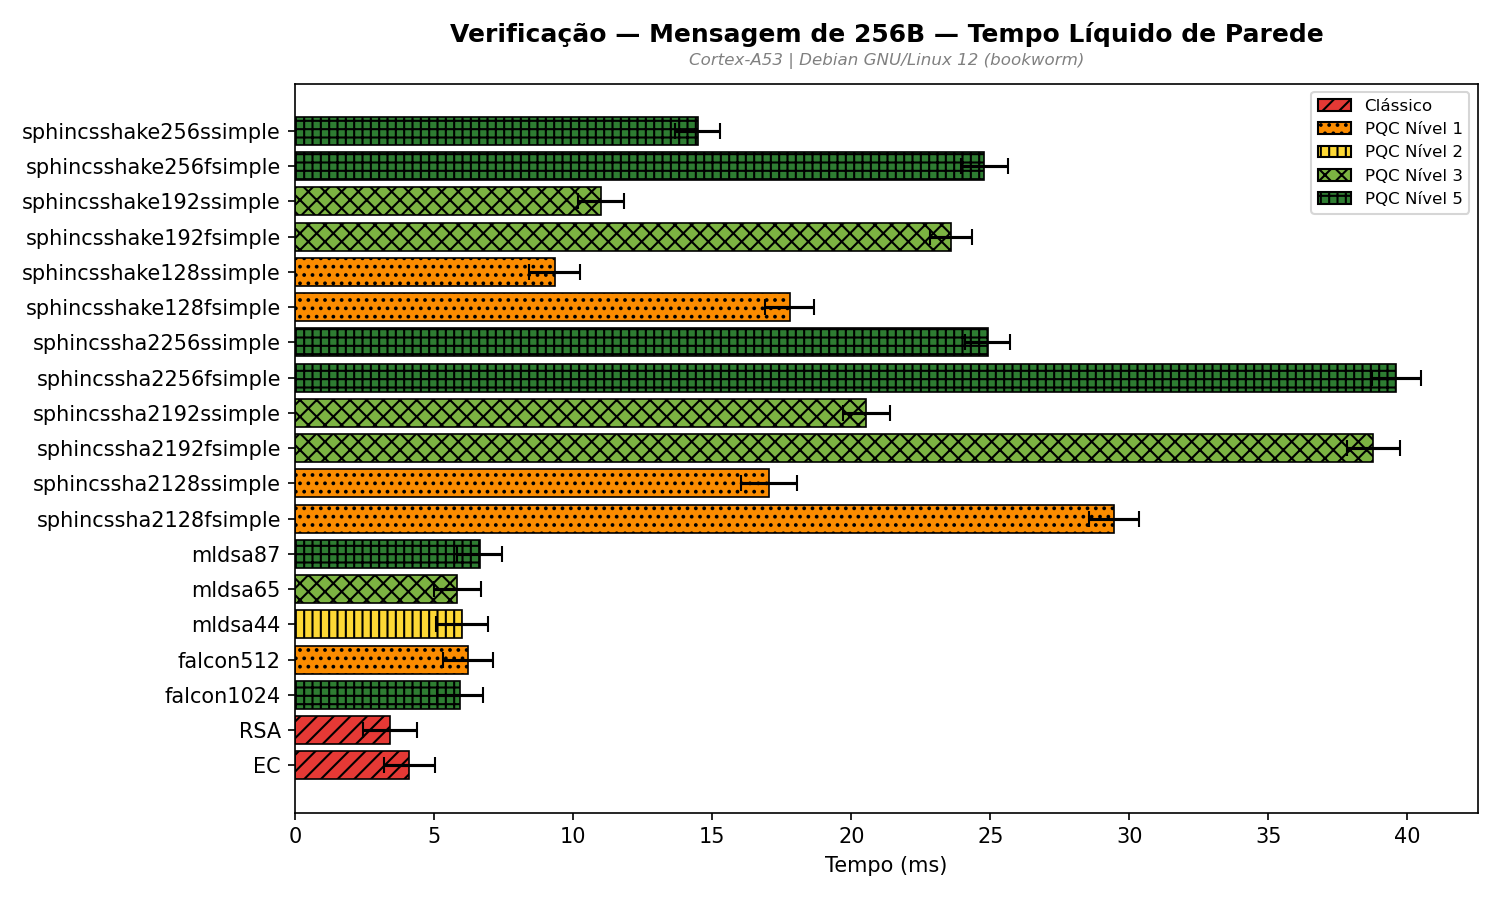 Verificação — Mensagem de 256B — Tempo Líquido de Parede
Cortex-A53 | Debian GNU/Linux 12 (bookworm)
Clássico
PQC Nível 1
PQC Nível 2
PQC Nível 3
PQC Nível 5
sphincsshake256ssimple
sphincsshake256fsimple
sphincsshake192ssimple
sphincsshake192fsimple
sphincsshake128ssimple
sphincsshake128fsimple
sphincssha2256ssimple
sphincssha2256fsimple
sphincssha2192ssimple
sphincssha2192fsimple
sphincssha2128ssimple
sphincssha2128fsimple
mldsa87
mldsa65
mldsa44
falcon512
falcon1024
RSA
EC
0 5 10 15 20 25 30 35 40
Tempo (ms)